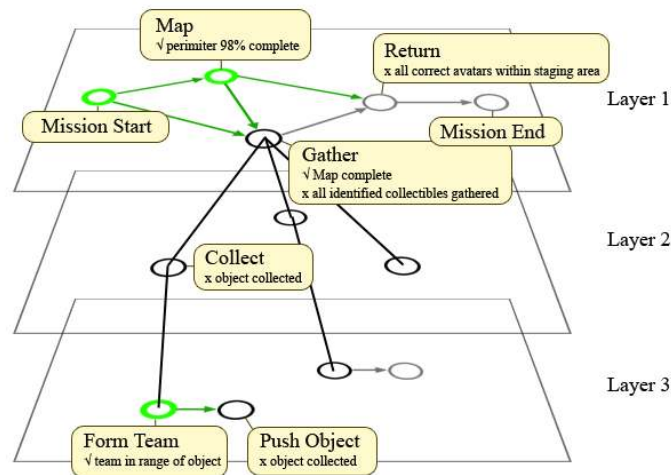 Map
√ perimiter 98% complete
Return
x all correct avatars within staging area
Layer 1
Mission Start
Mission End
Gather
√ Map complete
x all identified collectibles gathered
Layer 2
Collect
x object collected
Layer 3
Form Team
√ team in range of object
Push Object
x object collected